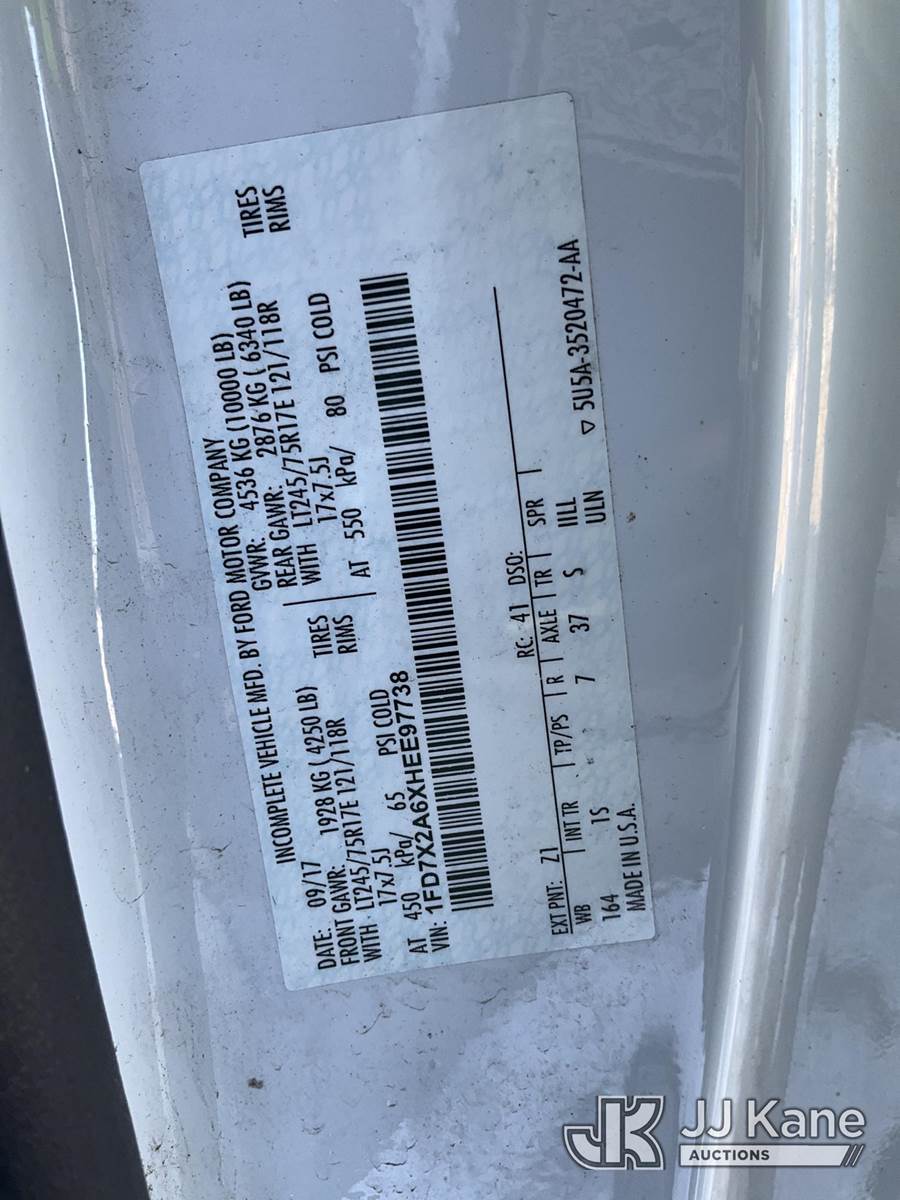 INCOMPLETE VEHICLE MFD. BY FORD MOTOR COMPANY
DATE: 09/17 GVWR: 4536 KG (10000 LB)
FRONT GAWR: 1928 KG ( 4250 LB) REAR GAWR: 2876 KG ( 6340 LB)
WITH LT245/75R17E 121/118R TIRES WITH LT245/75R17E 121/118R TIRES
17x7.5J RIMS 17x7.5J RIMS
AT 450 kPa/ 65 PSI COLD AT 550 kPa/ 80 PSI COLD
VIN: 1FD7X2A6XHEE97738
EXT PNT: Z1 RC: 41 DSO:
WB INT TR TP/PS R AXLE TR SPR
164 1S 7 37 S IILL
MADE IN U.S.A. ULN ▽ 5U5A-3520472-AA
JK JJ Kane
AUCTIONS